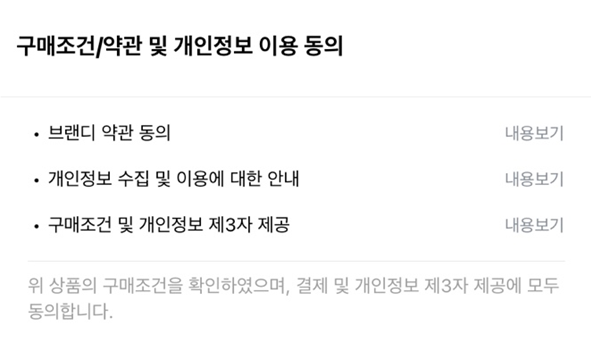 구매조건/약관 및 개인정보 이용 동의
• 브랜디 약관 동의 내용보기
• 개인정보 수집 및 이용에 대한 안내 내용보기
• 구매조건 및 개인정보 제3자 제공 내용보기
위 상품의 구매조건을 확인하였으며, 결제 및 개인정보 제3자 제공에 모두
동의합니다.